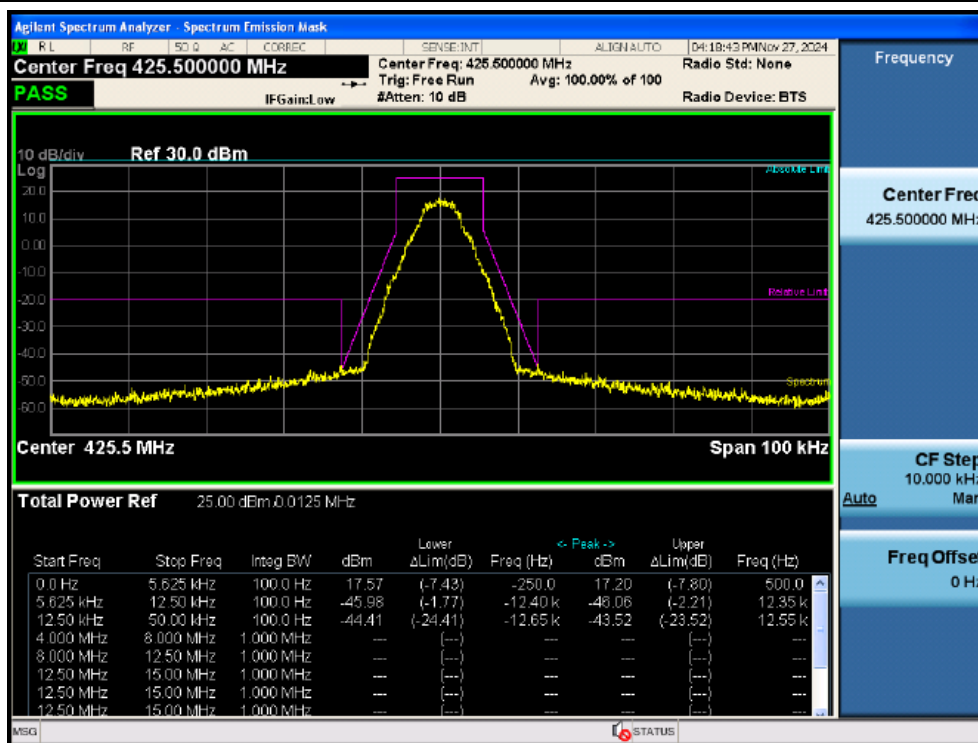 Agilent Spectrum Analyzer - Spectrum Emission Mask
LXI RL RF 50 Ω AC CORREC SENSE:INT ALIGN AUTO 04:18:43 PM Nov 27, 2024
Center Freq 425.500000 MHz Center Freq: 425.500000 MHz Radio Std: None
Trig: Free Run Avg: 100.00% of 100
PASS IFGain:Low #Atten: 10 dB Radio Device: BTS
Frequency
10 dB/div Ref 30.0 dBm
Log Absolute Limit
20.0
10.0
0.00
-10.0
-20.0 Relative Limit
-30.0
-40.0
-50.0 Spectrum
-60.0
Center 425.5 MHz Span 100 kHz
Center Freq
425.500000 MHz
CF Step
10.000 kHz
Auto Man
Freq Offset
0 Hz
Total Power Ref 25.00 dBm/0.0125 MHz
Lower <- Peak -> Upper
Start Freq Stop Freq Integ BW dBm ΔLim(dB) Freq (Hz) dBm ΔLim(dB) Freq (Hz)
0.0 Hz 5.625 kHz 100.0 Hz 17.57 (-7.43) -250.0 17.20 (-7.80) 500.0
5.625 kHz 12.50 kHz 100.0 Hz -45.98 (-1.77) -12.40 k -46.06 (-2.21) 12.35 k
12.50 kHz 50.00 kHz 100.0 Hz -44.41 (-24.41) -12.65 k -43.52 (-23.52) 12.55 k
4.000 MHz 8.000 MHz 1.000 MHz --- (---) --- --- (---) ---
8.000 MHz 12.50 MHz 1.000 MHz --- (---) --- --- (---) ---
12.50 MHz 15.00 MHz 1.000 MHz --- (---) --- --- (---) ---
12.50 MHz 15.00 MHz 1.000 MHz --- (---) --- --- (---) ---
12.50 MHz 15.00 MHz 1.000 MHz --- (---) --- --- (---) ---
MSG STATUS